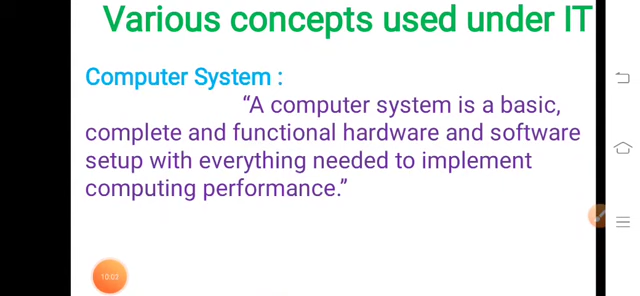 Various concepts used under IT
Computer System :
“A computer system is a basic,
complete and functional hardware and software
setup with everything needed to implement
computing performance.”
10:03